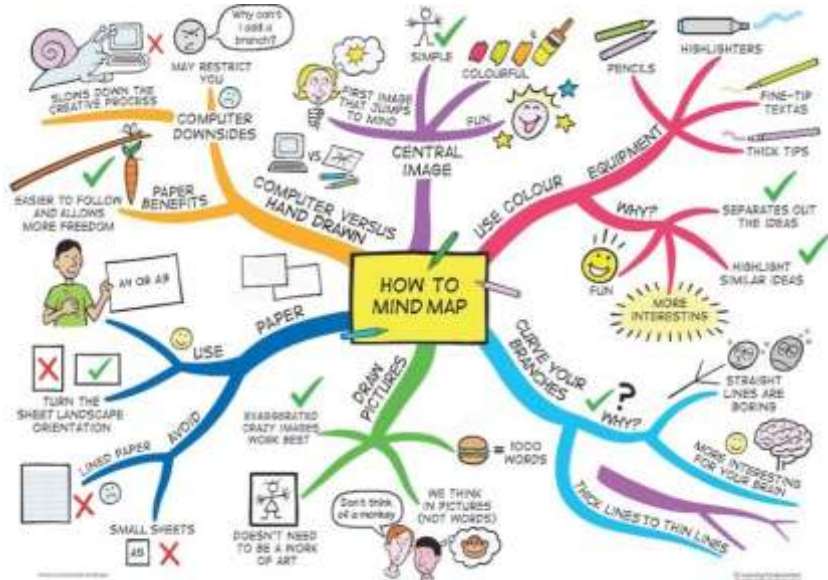 HOW TO
MIND MAP
CENTRAL
IMAGE
FIRST IMAGE
THAT JUMPS
TO MIND
SIMPLE
COLOURFUL
FUN
USE COLOUR
EQUIPMENT
PENCILS
HIGHLIGHTERS
FINE-TIP
TEXTAS
THICK TIPS
WHY?
SEPARATES OUT
THE IDEAS
HIGHLIGHT
SIMILAR IDEAS
MORE
INTERESTING
FUN
CURVE YOUR
BRANCHES
?
WHY?
STRAIGHT
LINES ARE
BORING
MORE INTERESTING
FOR YOUR BRAIN
THICK LINES TO THIN LINES
DRAW
PICTURES
EXAGGERATED
CRAZY IMAGES
WORK BEST
DOESN'T NEED
TO BE A WORK
OF ART
WE THINK
IN PICTURES
(NOT WORDS)
Don't think
of a monkey
= 1000
WORDS
PAPER
USE
A4 OR A3
TURN
THE SHEET LANDSCAPE
ORIENTATION
AVOID
LINED PAPER
SMALL SHEETS
A5
COMPUTER VERSUS
HAND DRAWN
VS.
PAPER
BENEFITS
EASIER TO FOLLOW
AND ALLOWS
MORE FREEDOM
COMPUTER
DOWNSIDES
SLOWS DOWN THE
CREATIVE PROCESS
MAY RESTRICT
YOU
Why can't
I add a
branch?